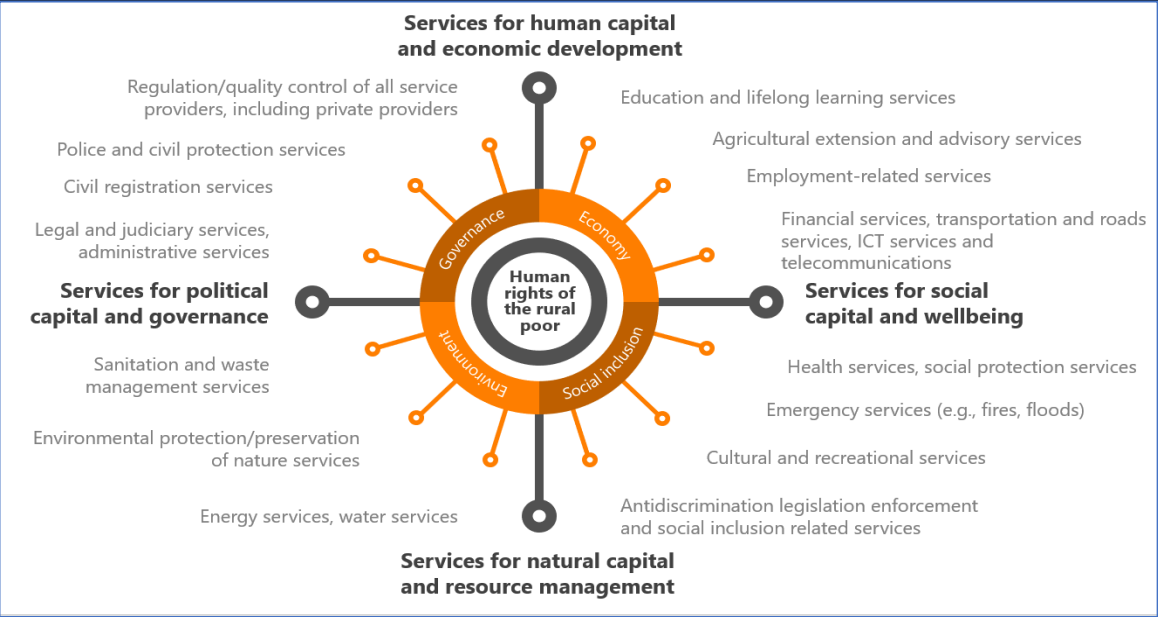 Services for human capital
and economic development
Regulation/quality control of all service
providers, including private providers
Police and civil protection services
Civil registration services
Legal and judiciary services,
administrative services
Education and lifelong learning services
Agricultural extension and advisory services
Employment-related services
Financial services, transportation and roads
services, ICT services and
telecommunications
Governance
Economy
Human
rights of
the rural
poor
Services for political
capital and governance
Services for social
capital and wellbeing
Environment
Social inclusion
Sanitation and waste
management services
Environmental protection/preservation
of nature services
Energy services, water services
Health services, social protection services
Emergency services (e.g., fires, floods)
Cultural and recreational services
Antidiscrimination legislation enforcement
and social inclusion related services
Services for natural capital
and resource management